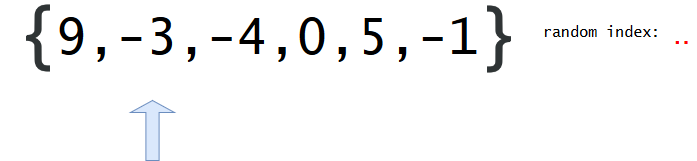 {9,-3,-4,0,5,-1}
random index: ..